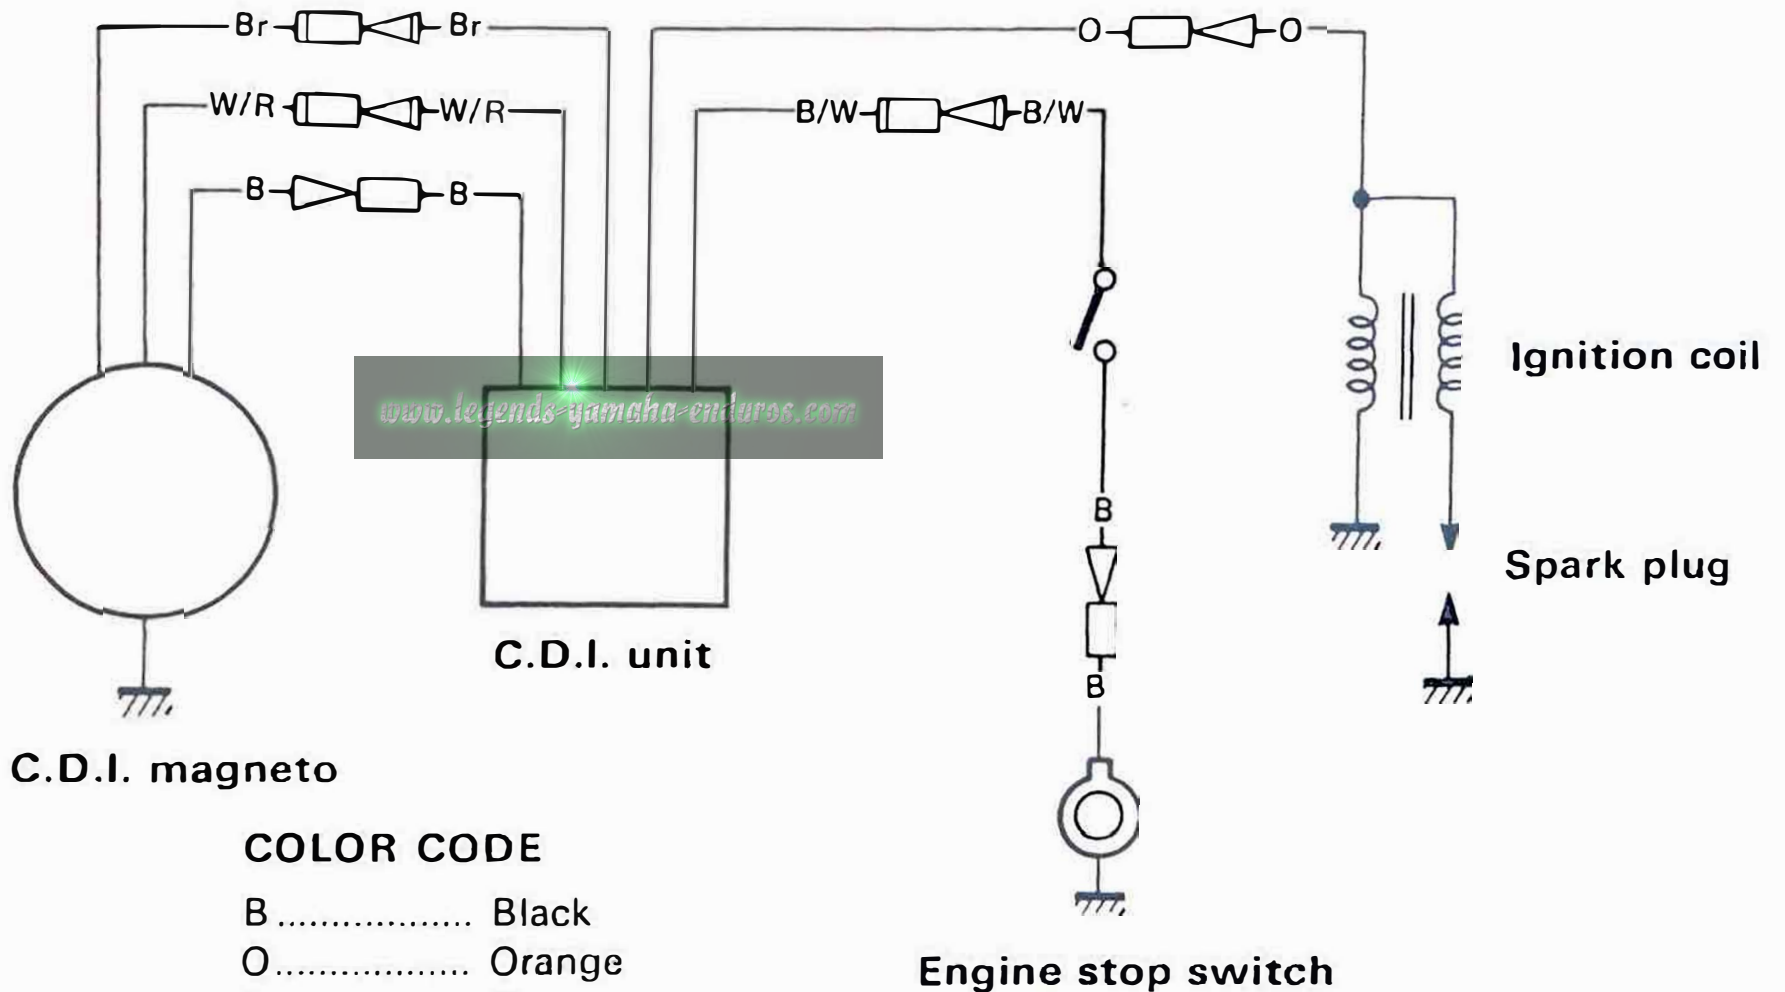 Br Br O O
W/R W/R B/W B/W
B B
Ignition coil
www.legends-yamaha-enduros.com
B
Spark plug
C.D.I. unit
B
C.D.I. magneto
COLOR CODE
B ................. Black
O ................. Orange
Engine stop switch